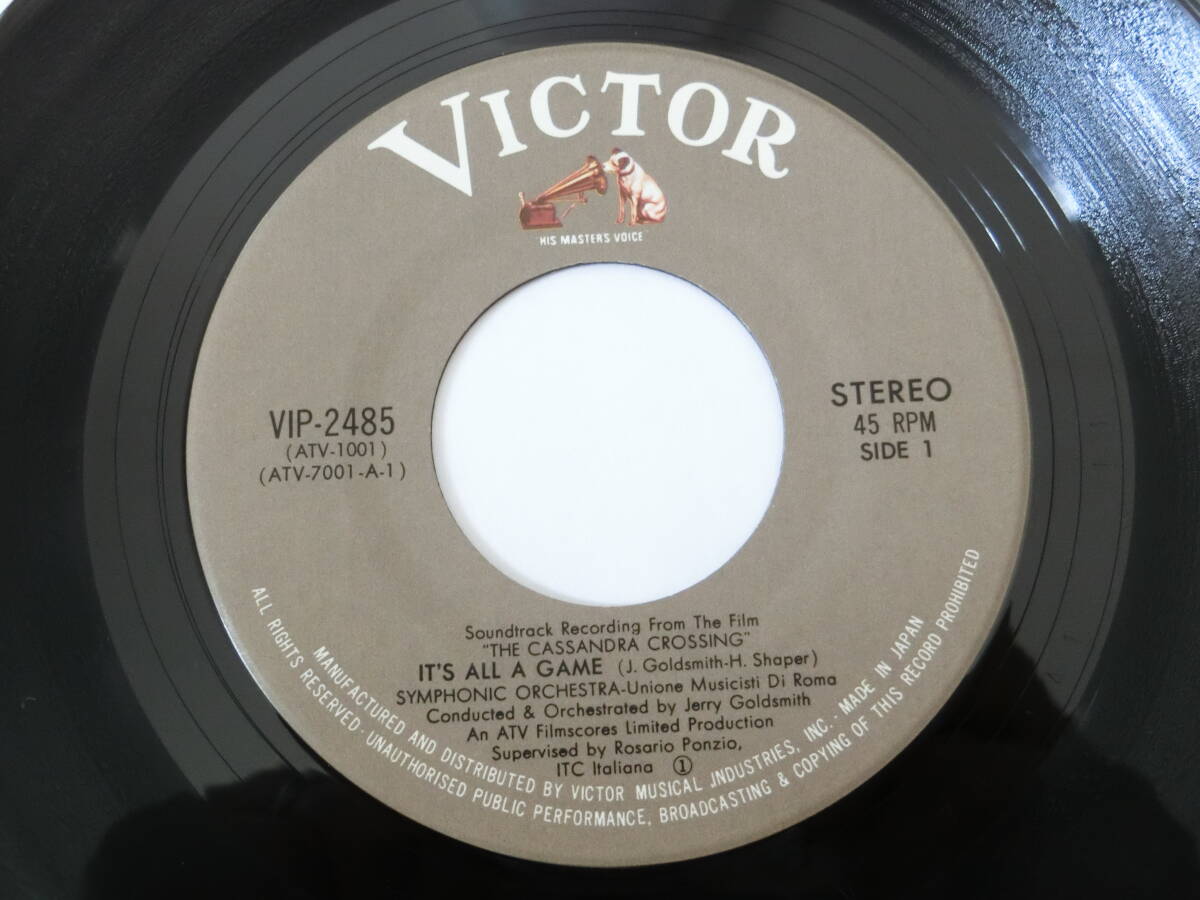 VICTOR
"HIS MASTER'S VOICE"
VIP-2485
(ATV-1001)
(ATV-7001-A-1)
STEREO
45 RPM
SIDE 1
Soundtrack Recording From The Film
"THE CASSANDRA CROSSING"
IT'S ALL A GAME (J. Goldsmith-H. Shaper)
SYMPHONIC ORCHESTRA-Unione Musicisti Di Roma
Conducted & Orchestrated by Jerry Goldsmith
An ATV Filmscores Limited Production
Supervised by Rosario Ponzio,
ITC Italiana ①
MANUFACTURED AND DISTRIBUTED BY VICTOR MUSICAL INDUSTRIES, INC. · MADE IN JAPAN
ALL RIGHTS RESERVED · UNAUTHORISED PUBLIC PERFORMANCE, BROADCASTING & COPYING OF THIS RECORD PROHIBITED